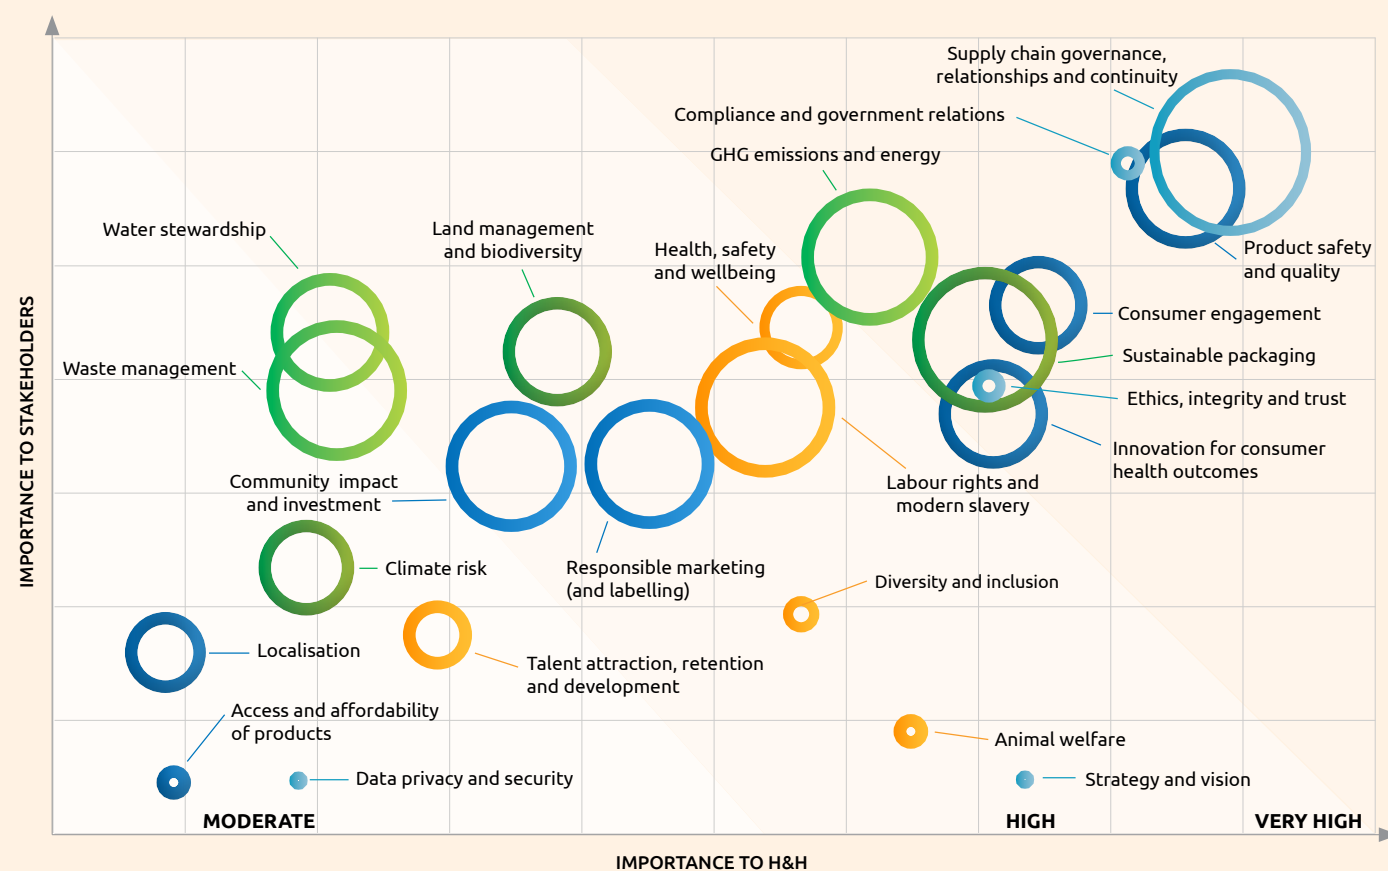 Supply chain governance,
relationships and continuity
Compliance and government relations
GHG emissions and energy
Water stewardship
Land management
and biodiversity
Health, safety
and wellbeing
Product safety
and quality
Consumer engagement
Sustainable packaging
Waste management
Ethics, integrity and trust
Innovation for consumer
health outcomes
Community impact
and investment
Labour rights and
modern slavery
Climate risk
Responsible marketing
(and labelling)
Diversity and inclusion
Localisation
Talent attraction, retention
and development
Access and affordability
of products
Animal welfare
Data privacy and security
Strategy and vision
MODERATE
HIGH
VERY HIGH
IMPORTANCE TO STAKEHOLDERS
IMPORTANCE TO H&H